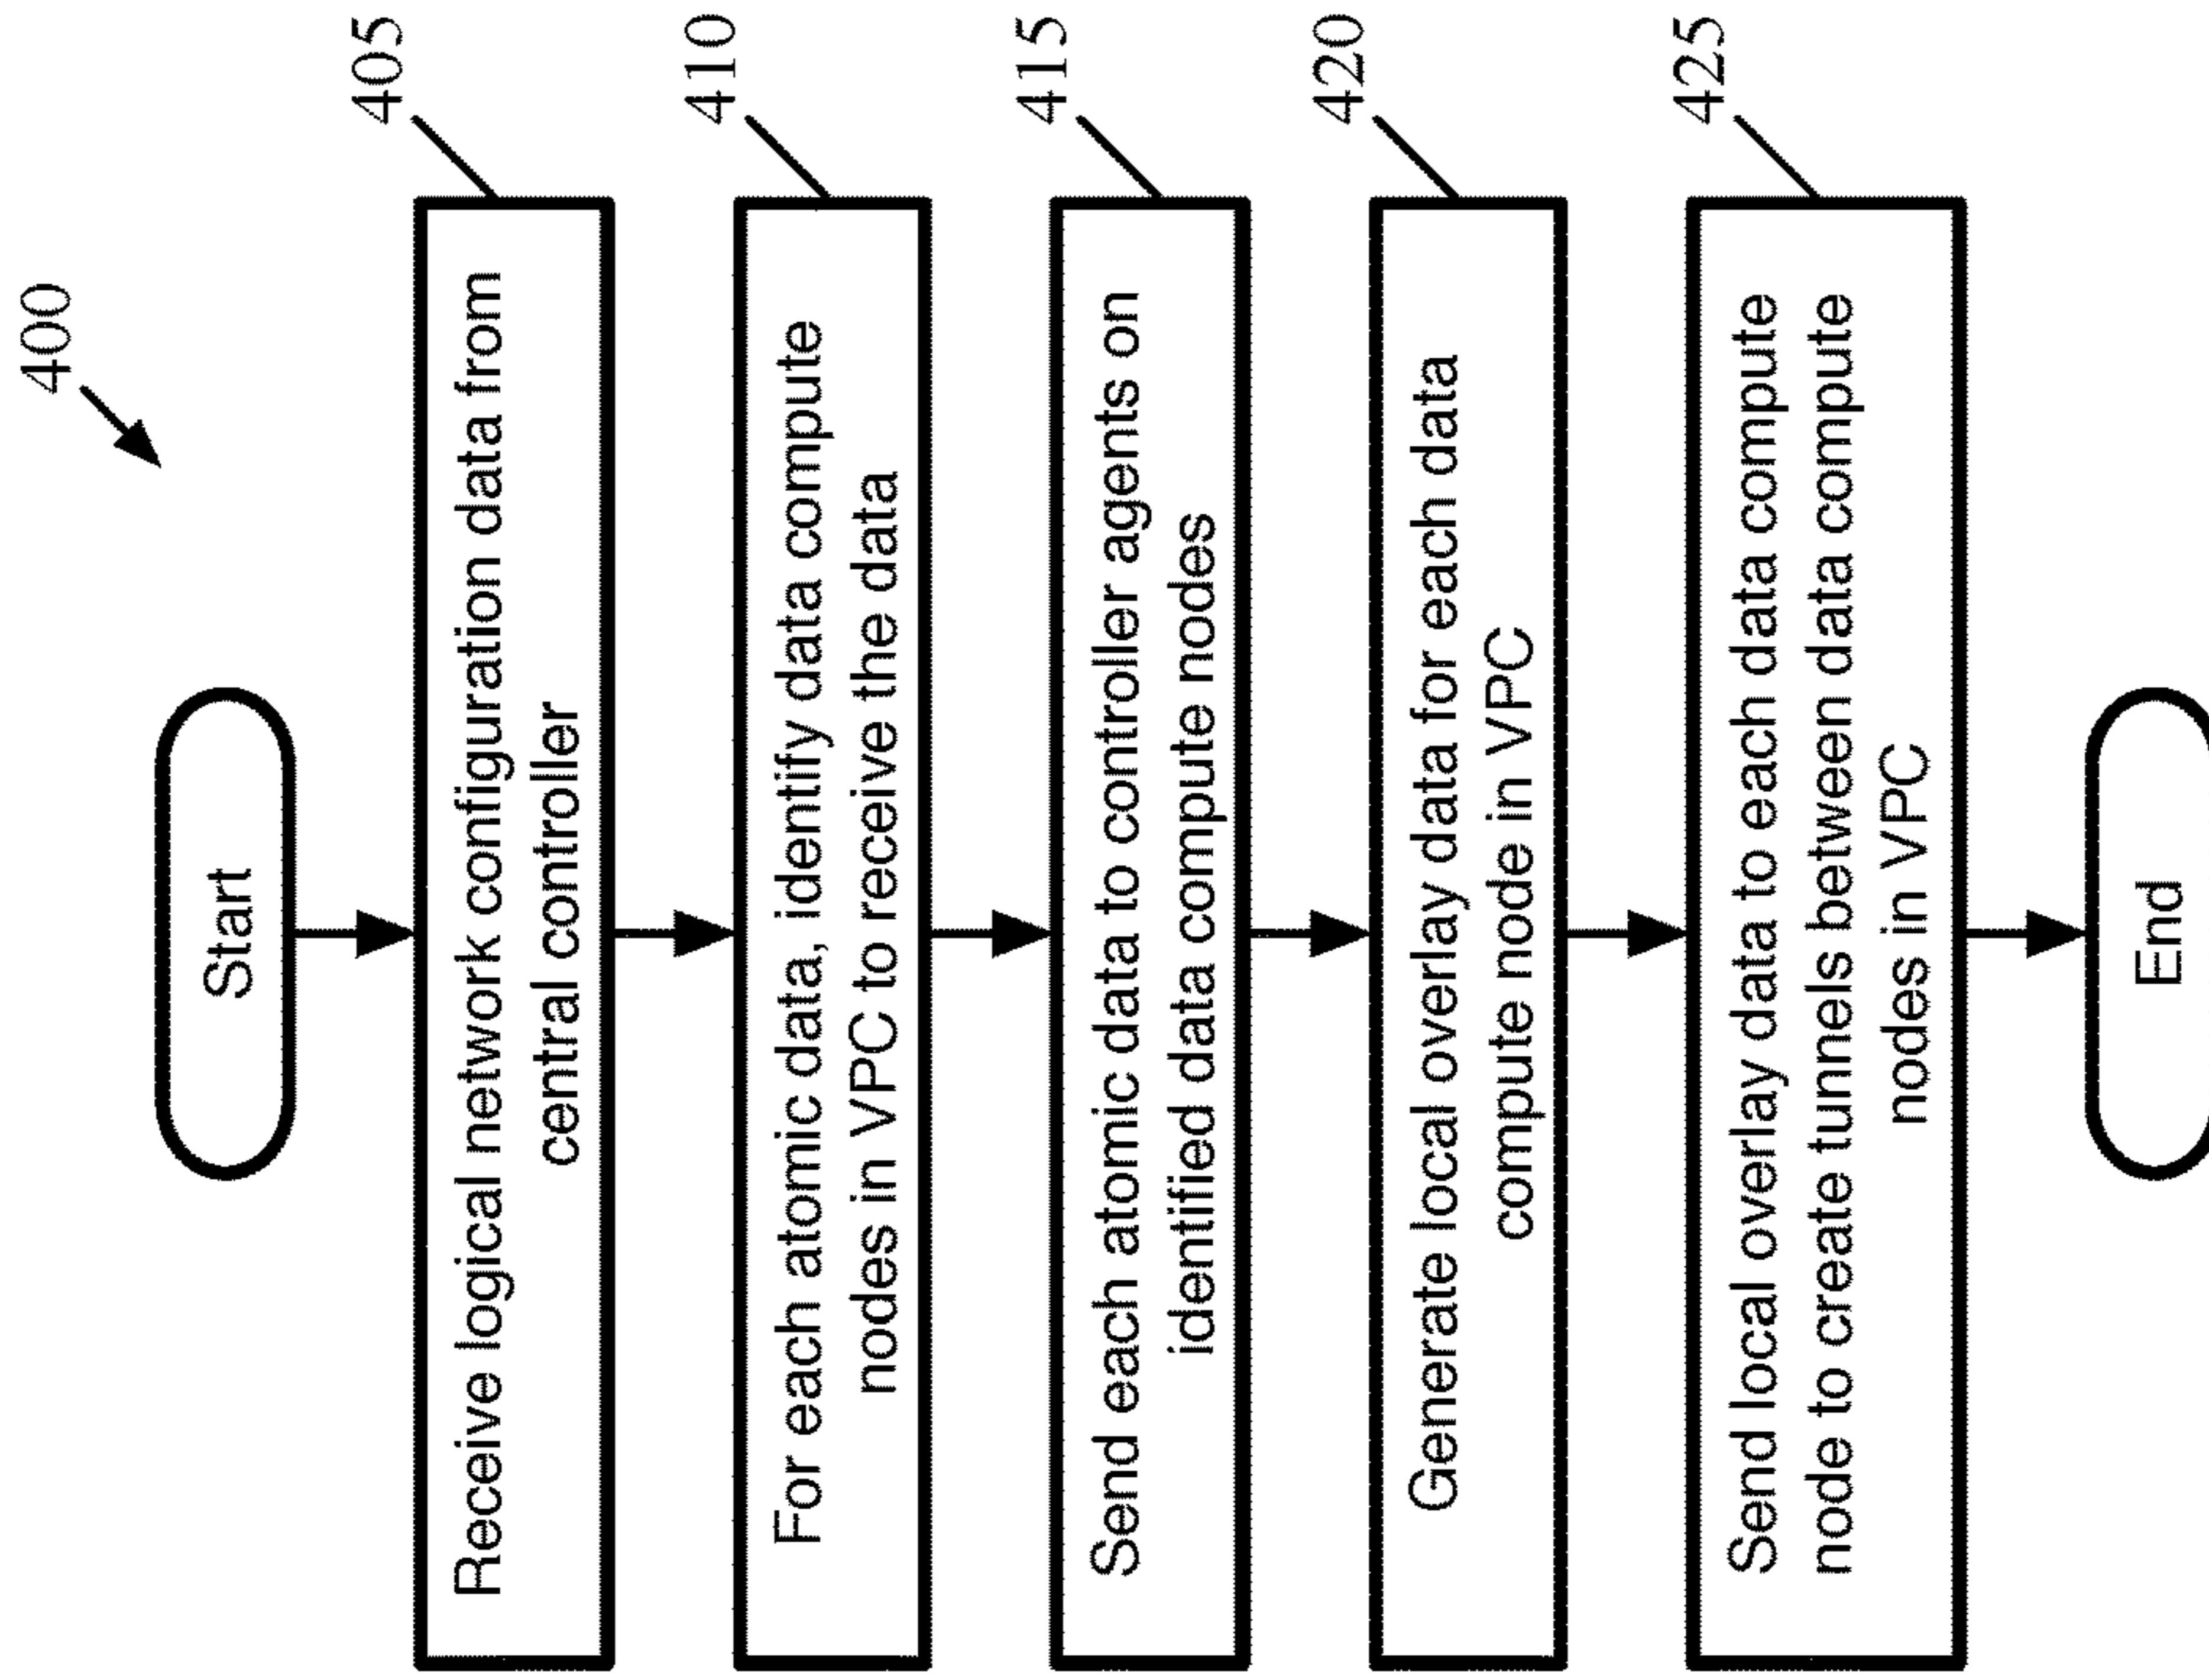 400
Start
405
Receive logical network configuration data from
central controller
410
For each atomic data, identify data compute
nodes in VPC to receive the data
415
Send each atomic data to controller agents on
identified data compute nodes
420
Generate local overlay data for each data
compute node in VPC
425
Send local overlay data to each data compute
node to create tunnels between data compute
nodes in VPC
End